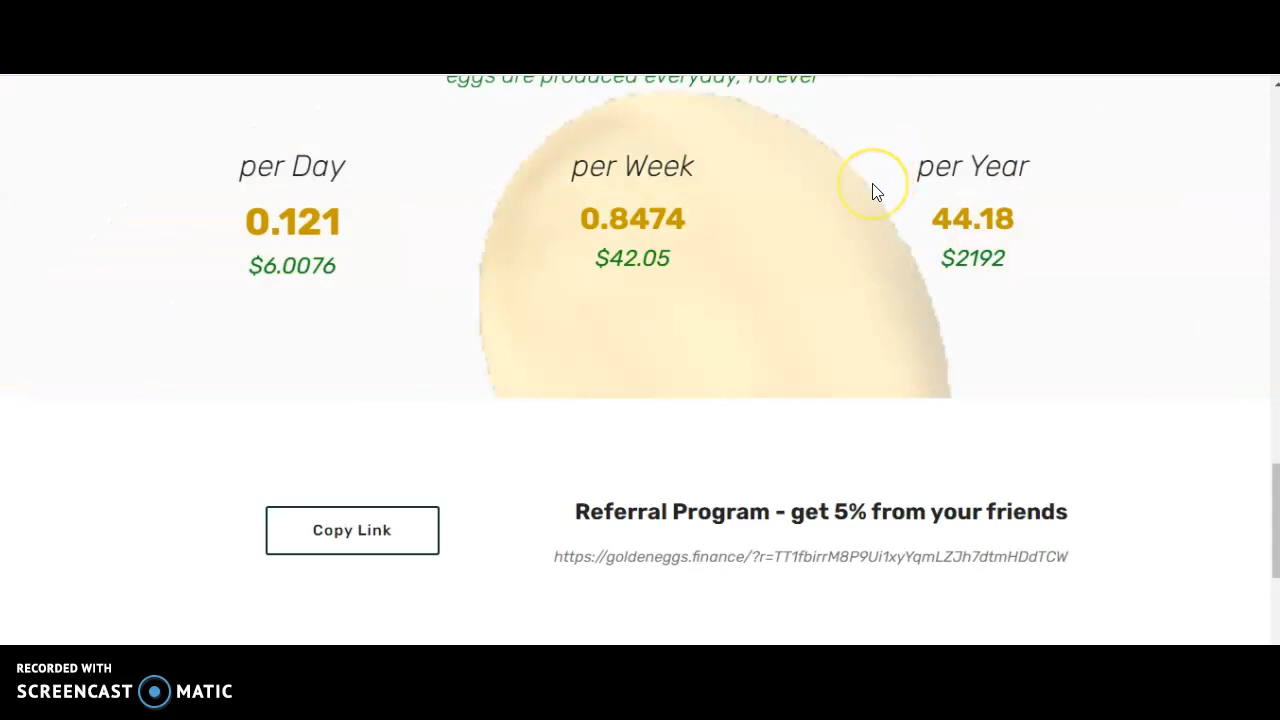 eggs are produced everyday, forever
per Day
per Week
per Year
0.121
0.8474
44.18
$6.0076
$42.05
$2192
Copy Link
Referral Program - get 5% from your friends
https://goldeneggs.finance/?r=TT1fbirrM8P9Ui1xyYqmLZJh7dtmHDdTCW
RECORDED WITH
SCREENCAST MATIC